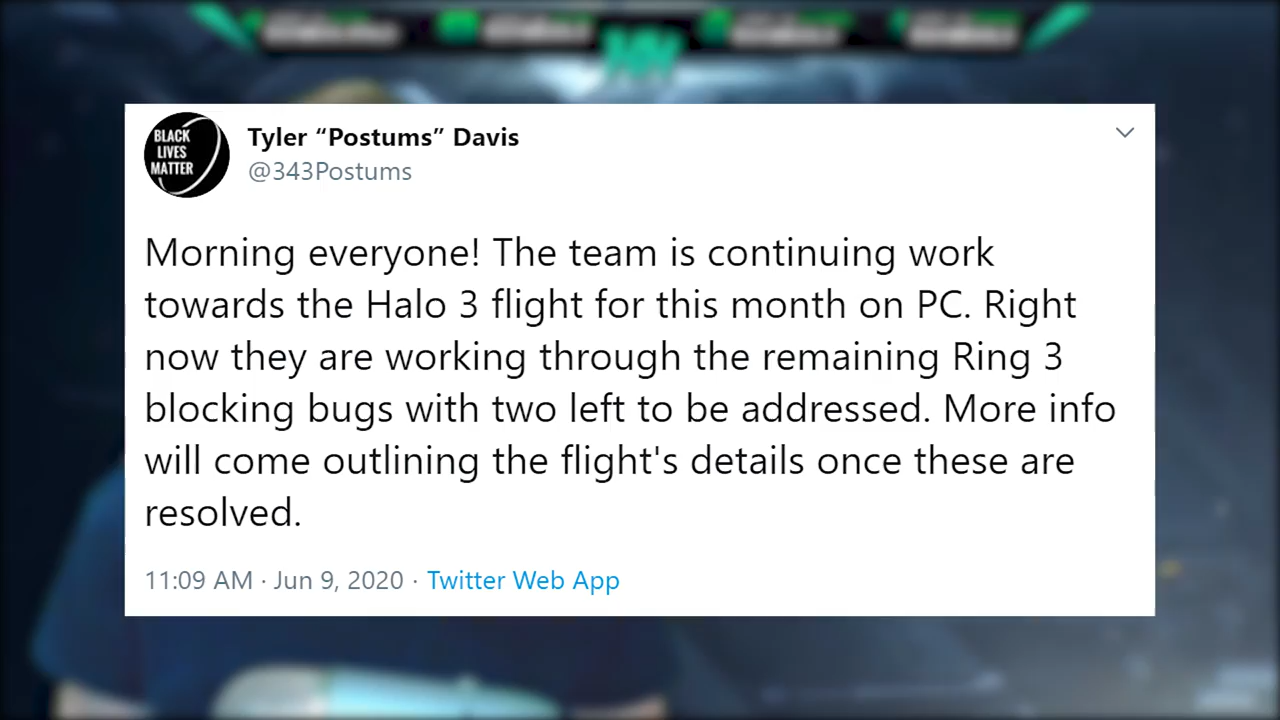 BLACK
LIVES
MATTER
Tyler “Postums” Davis
@343Postums
Morning everyone! The team is continuing work
towards the Halo 3 flight for this month on PC. Right
now they are working through the remaining Ring 3
blocking bugs with two left to be addressed. More info
will come outlining the flight's details once these are
resolved.
11:09 AM · Jun 9, 2020 · Twitter Web App